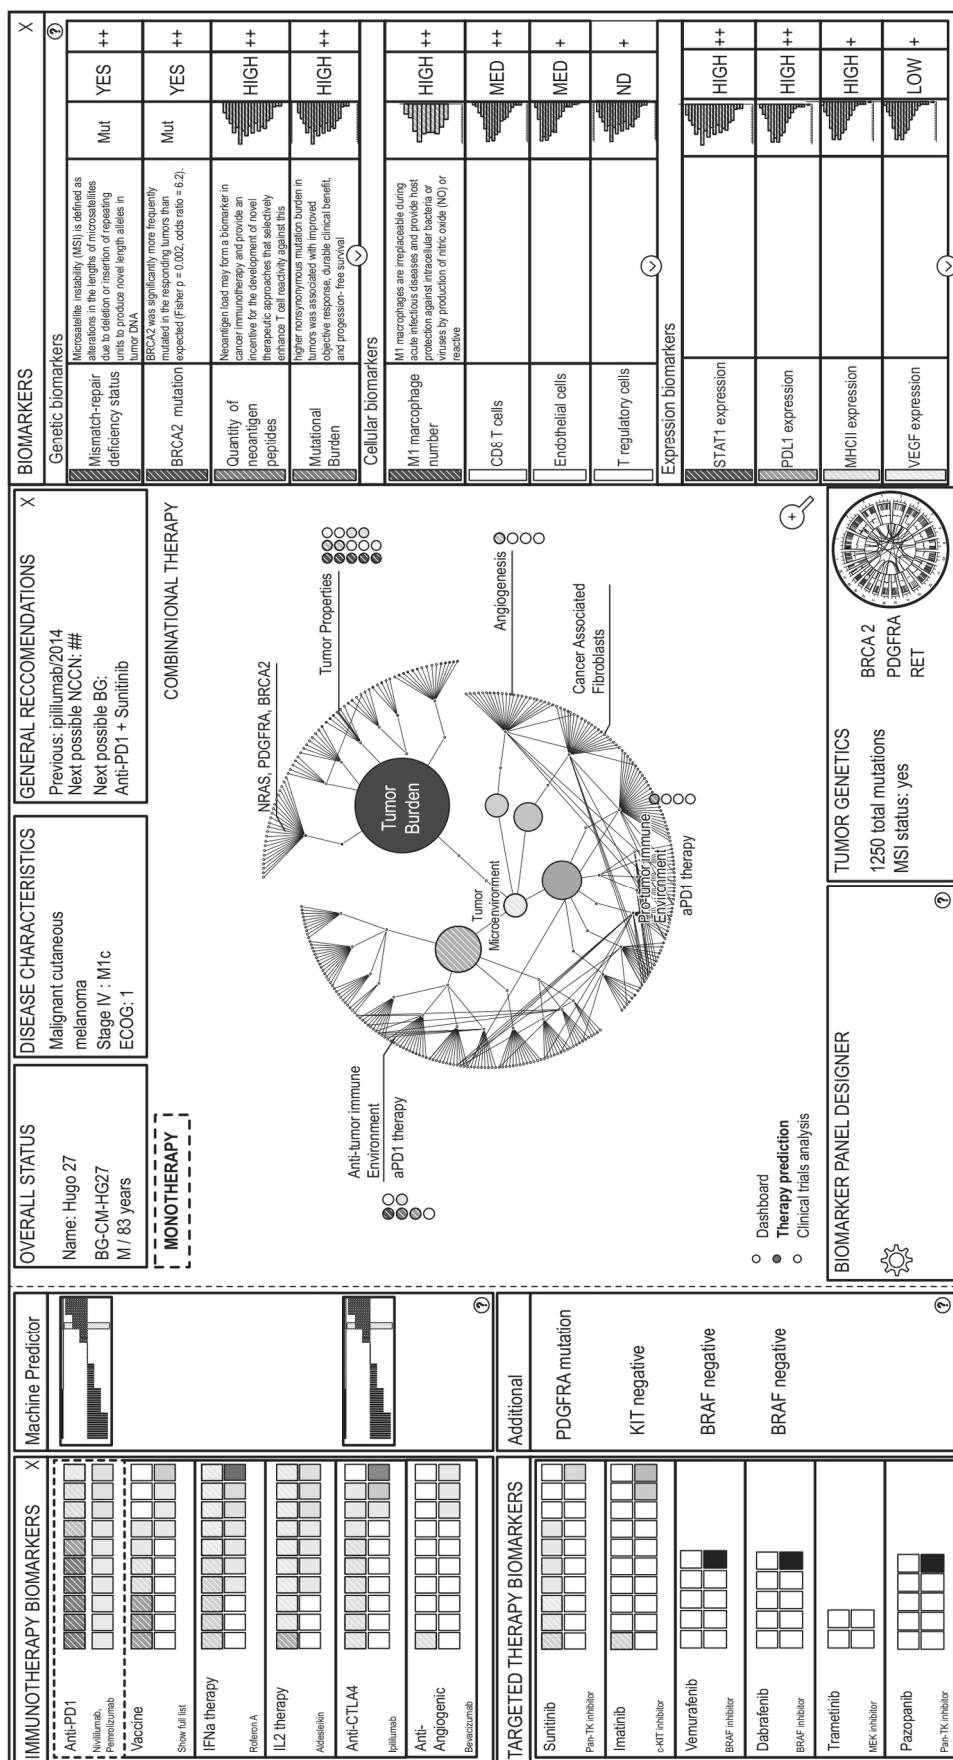 IMMUNOTHERAPY BIOMARKERS X
Anti-PD1
Nivillumab,
Pemrolizumab
Vaccine
Show full list
IFNa therapy
Roferon A
IL2 therapy
Aldesleikin
Anti-CTLA4
Ipilillimab
Anti-
Angiogenic
Bevacizumab
Machine Predictor
?
TARGETED THERAPY BIOMARKERS
Sunitinib
Pan-TK inhibitor
Imatinib
c-KIT inhibitor
Vemurafenib
BRAF inhibitor
Dabrafenib
BRAF inhibitor
Trametinib
MEK inhibitor
Pazopanib
Pan-TK inhibitor
Additional
PDGFRA mutation
KIT negative
BRAF negative
BRAF negative
?
OVERALL STATUS
Name: Hugo 27
BG-CM-HG27
M / 83 years
DISEASE CHARACTERISTICS
Malignant cutaneous
melanoma
Stage IV : M1c
ECOG: 1
GENERAL RECCOMENDATIONS X
Previous: ipililumab/2014
Next possible NCCN: ##
Next possible BG:
Anti-PD1 + Sunitinib
MONOTHERAPY
COMBINATIONAL THERAPY
NRAS, PDGFRA, BRCA2
Tumor Properties
Tumor
Burden
Anti-tumor immune
Environment
aPD1 therapy
Tumor
Microenvironment
Angiogenesis
Cancer Associated
Fibroblasts
Pro-tumor immune
Environment
aPD1 therapy
Dashboard
Therapy prediction
Clinical trials analysis
BIOMARKER PANEL DESIGNER
?
TUMOR GENETICS
1250 total mutations
MSI status: yes
BRCA 2
PDGFRA
RET
BIOMARKERS X
Genetic biomarkers ?
Mismatch-repair
deficiency status
Microsatellite instability (MSI) is defined as
alterations in the lengths of microsatellites
due to deletion or insertion of repeating
units to produce novel length alleles in
tumor DNA
Mut YES ++
BRCA2 mutation
BRCA2 was significantly more frequently
mutated in the responding tumors than
expected (Fisher p = 0.002, odds ratio = 6.2).
Mut YES ++
Quantity of
neoantigen
peptides
Neoantigen load may form a biomarker in
cancer immunotherapy and provide an
incentive for the development of novel
therapeutic approaches that selectively
enhance T cell reactivity against this
HIGH ++
Mutational
Burden
higher nonsynonymous mutation burden in
tumors was associated with improved
objective response, durable clinical benefit,
and progression- free survival
HIGH ++
Cellular biomarkers
M1 marcophage
number
M1 macrophages are irreplaceable during
acute infectious diseases and provide host
protection against intracellular bacteria or
viruses by production of nitric oxide (NO) or
reactive
HIGH ++
CD8 T cells MED ++
Endothelial cells MED +
T regulatory cells ND +
Expression biomarkers
STAT1 expression HIGH ++
PDL1 expression HIGH ++
MHCII expression HIGH +
VEGF expression LOW +